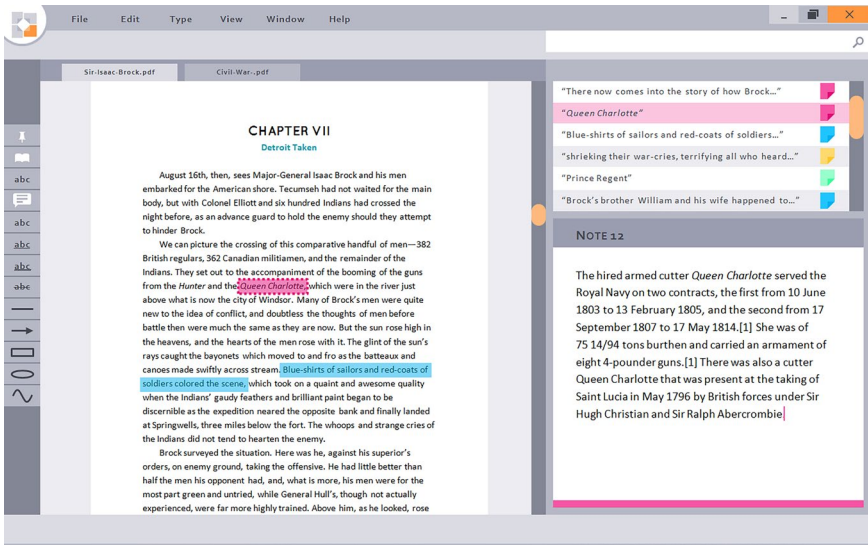 File Edit Type View Window Help
Sir-Isaac-Brock.pdf Civil-War-.pdf
abc
abc
abc
abc
abc
CHAPTER VII
Detroit Taken
August 16th, then, sees Major-General Isaac Brock and his men
embarked for the American shore. Tecumseh had not waited for the main
body, but with Colonel Elliott and six hundred Indians had crossed the
night before, as an advance guard to hold the enemy should they attempt
to hinder Brock.
We can picture the crossing of this comparative handful of men—382
British regulars, 362 Canadian militiamen, and the remainder of the
Indians. They set out to the accompaniment of the booming of the guns
from the Hunter and the Queen Charlotte, which were in the river just
above what is now the city of Windsor. Many of Brock's men were quite
new to the idea of conflict, and doubtless the thoughts of men before
battle then were much the same as they are now. But the sun rose high in
the heavens, and the hearts of the men rose with it. The glint of the sun's
rays caught the bayonets which moved to and fro as the batteaux and
canoes made swiftly across stream. Blue-shirts of sailors and red-coats of
soldiers colored the scene, which took on a quaint and awesome quality
when the Indians' gaudy feathers and brilliant paint began to be
discernible as the expedition neared the opposite bank and finally landed
at Springwells, three miles below the fort. The whoops and strange cries of
the Indians did not tend to hearten the enemy.
Brock surveyed the situation. Here was he, against his superior's
orders, on enemy ground, taking the offensive. He had little better than
half the men his opponent had, and, what is more, his men were for the
most part green and untried, while General Hull's, though not actually
experienced, were far more highly trained. Above him, as he looked, rose
“There now comes into the story of how Brock...”
“Queen Charlotte”
“Blue-shirts of sailors and red-coats of soldiers...”
“shrieking their war-cries, terrifying all who heard...”
“Prince Regent”
“Brock's brother William and his wife happened to...”
NOTE 12
The hired armed cutter Queen Charlotte served the
Royal Navy on two contracts, the first from 10 June
1803 to 13 February 1805, and the second from 17
September 1807 to 17 May 1814.[1] She was of
75 14/94 tons burthen and carried an armament of
eight 4-pounder guns.[1] There was also a cutter
Queen Charlotte that was present at the taking of
Saint Lucia in May 1796 by British forces under Sir
Hugh Christian and Sir Ralph Abercrombie